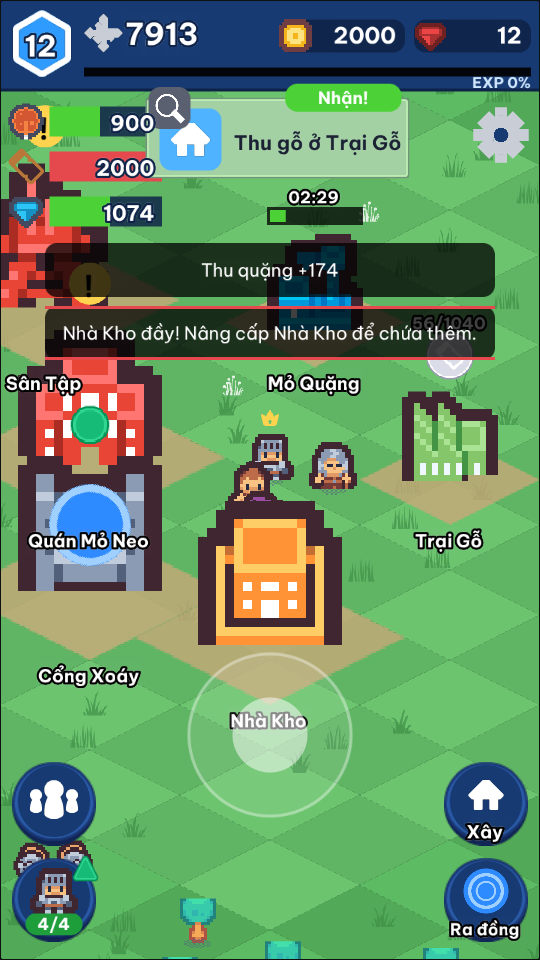 12
7913
2000
12
EXP 0%
Nhận!
Thu gỗ ở Trại Gỗ
!
900
2000
1074
02:29
!
Thu quặng +174
56/1040
Nhà Kho đầy! Nâng cấp Nhà Kho để chứa thêm.
Sân Tập
Mỏ Quặng
Quán Mỏ Neo
Trại Gỗ
Cổng Xoáy
Nhà Kho
Xây
4/4
Ra đồng